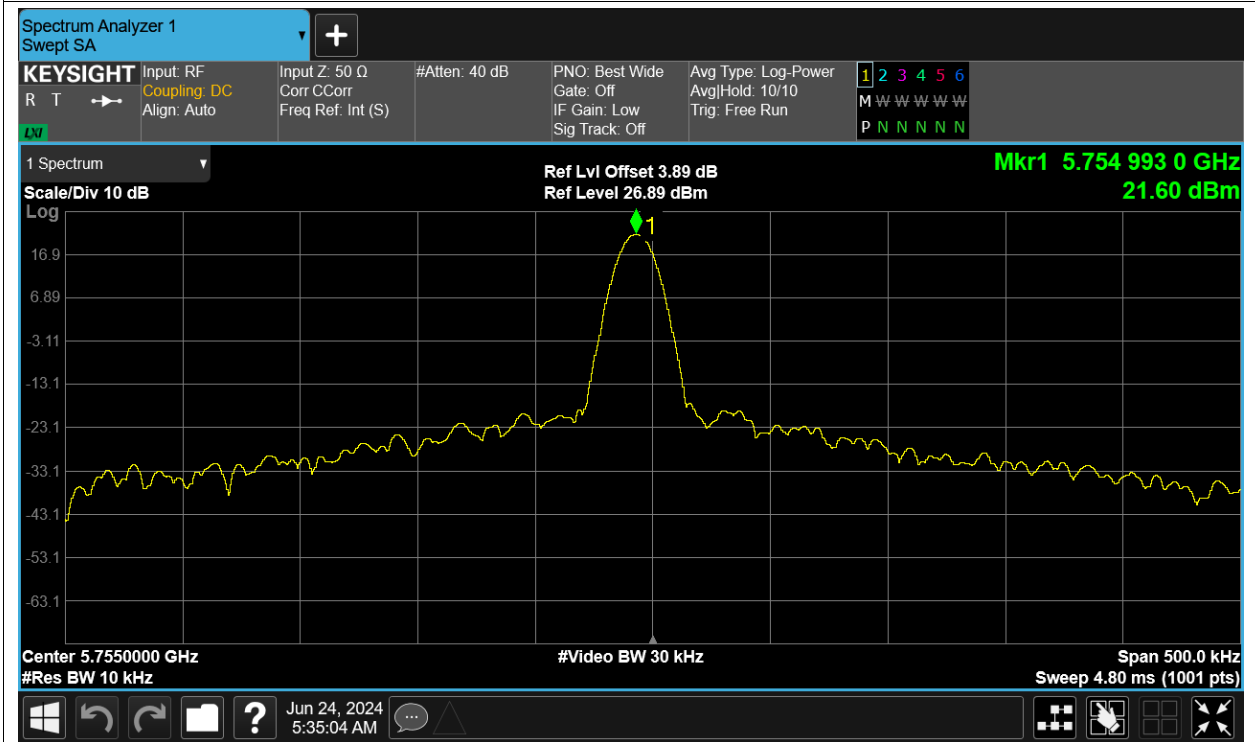 Spectrum Analyzer 1
Swept SA
+
KEYSIGHT
R T
LXI
Input: RF
Coupling: DC
Align: Auto
Input Z: 50 Ω
Corr CCorr
Freq Ref: Int (S)
#Atten: 40 dB
PNO: Best Wide
Gate: Off
IF Gain: Low
Sig Track: Off
Avg Type: Log-Power
Avg|Hold: 10/10
Trig: Free Run
1 2 3 4 5 6
M W W W W W
P N N N N N
1 Spectrum
Scale/Div 10 dB
Log
Ref Lvl Offset 3.89 dB
Ref Level 26.89 dBm
Mkr1 5.754 993 0 GHz
21.60 dBm
1
16.9
6.89
-3.11
-13.1
-23.1
-33.1
-43.1
-53.1
-63.1
Center 5.7550000 GHz
#Res BW 10 kHz
#Video BW 30 kHz
Span 500.0 kHz
Sweep 4.80 ms (1001 pts)
?
Jun 24, 2024
5:35:04 AM